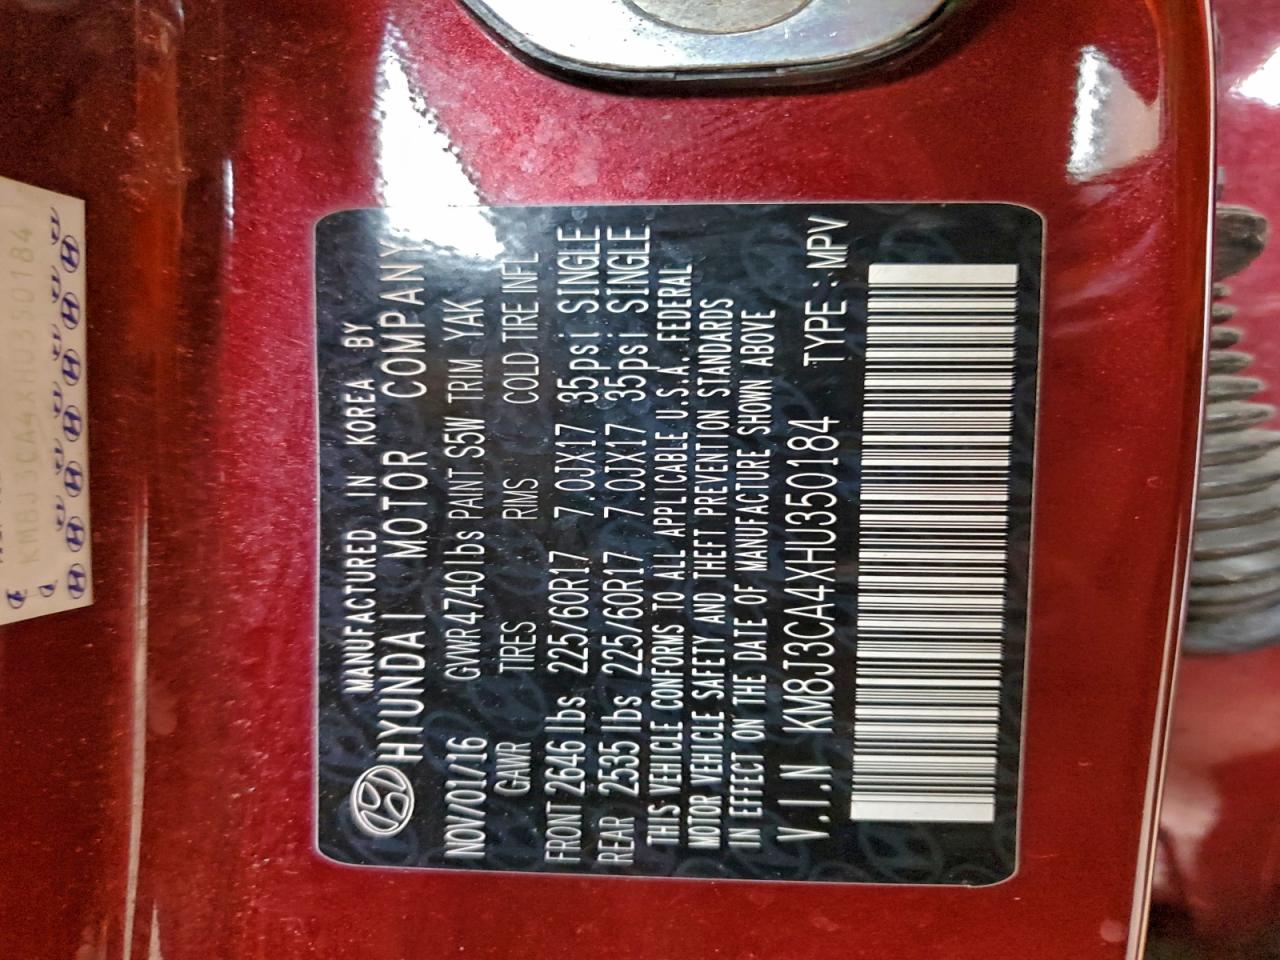 MANUFACTURED IN KOREA BY
HYUNDAI MOTOR COMPANY
NOV/01/16 GVWR 4740 lbs PAINT S5W TRIM YAK
GAWR TIRES RIMS COLD TIRE INFL
FRONT 2646 lbs 225/60R17 7.0JX17 35psi SINGLE
REAR 2535 lbs 225/60R17 7.0JX17 35psi SINGLE
THIS VEHICLE CONFORMS TO ALL APPLICABLE U.S.A. FEDERAL
MOTOR VEHICLE SAFETY AND THEFT PREVENTION STANDARDS
IN EFFECT ON THE DATE OF MANUFACTURE SHOWN ABOVE
V.I.N KM8J3CA4XHU350184 TYPE : MPV
KM8J3CA4XHU350184